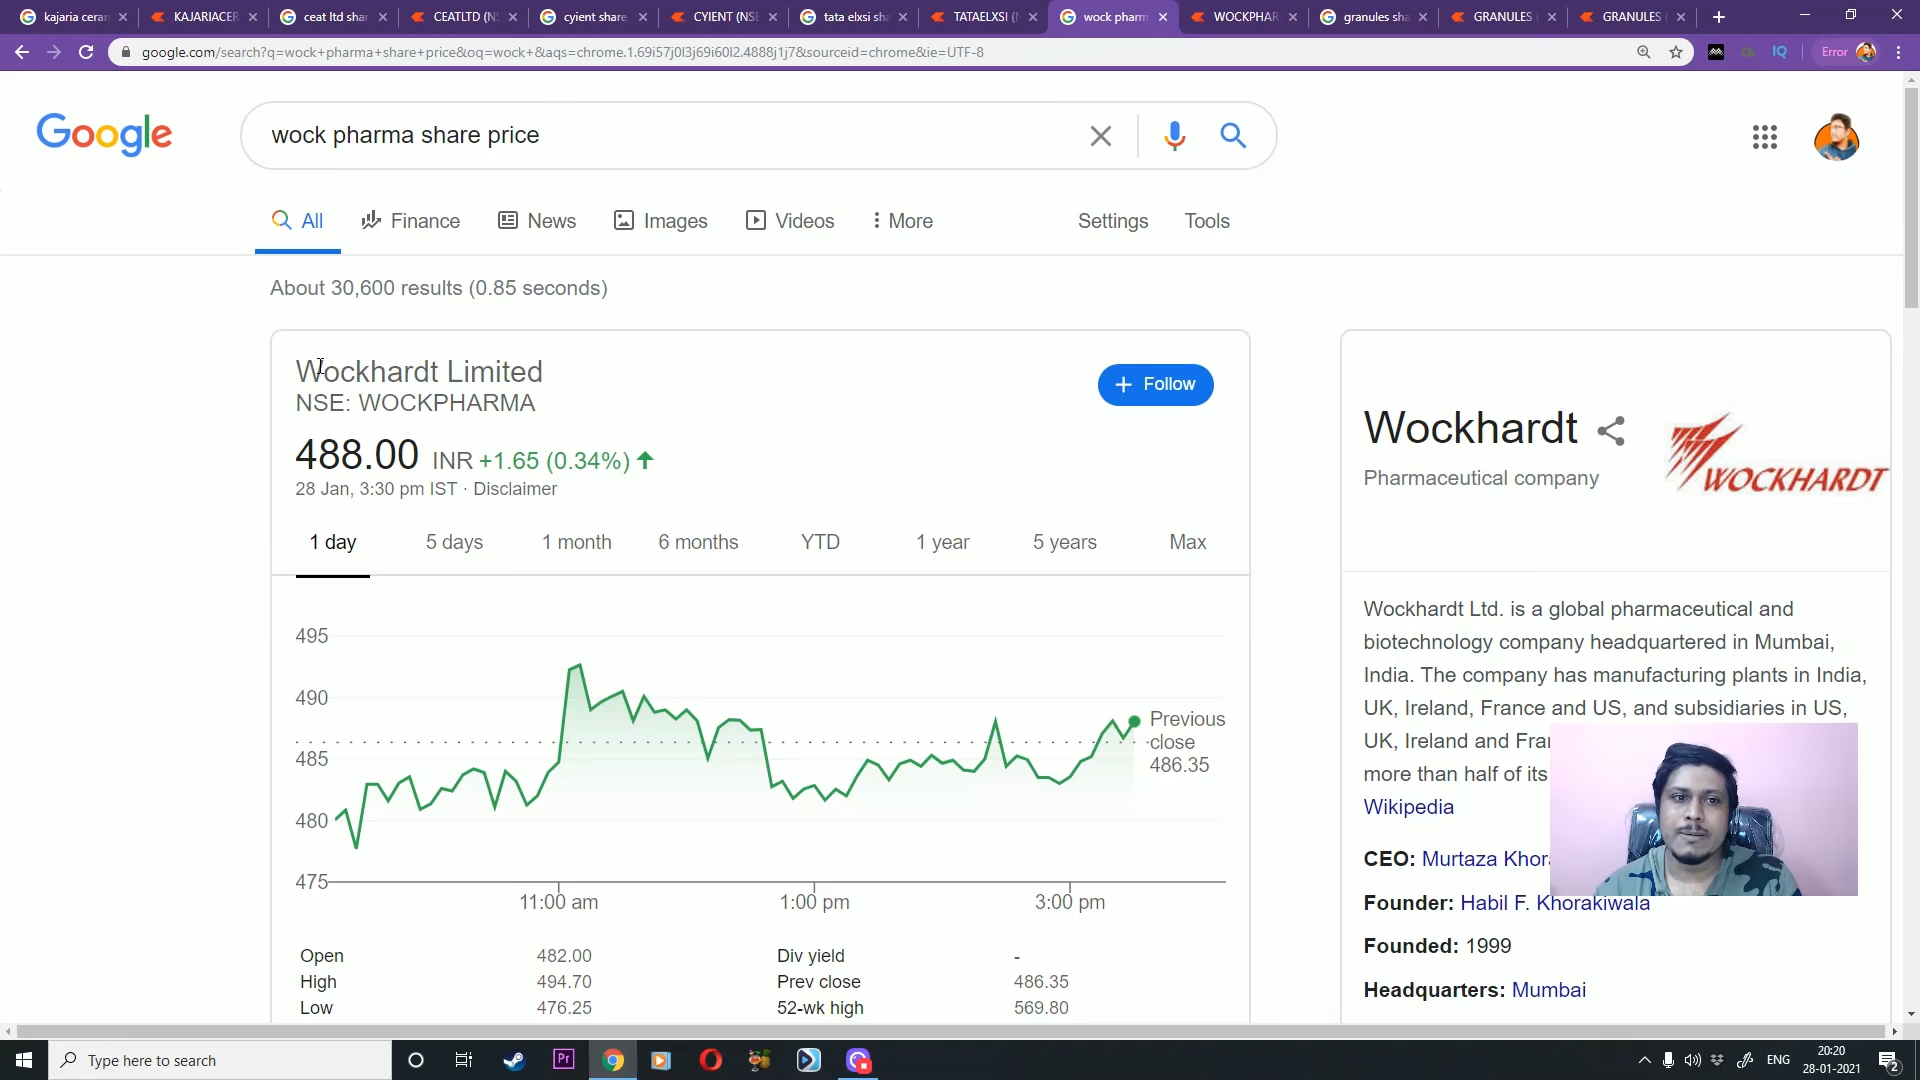 kajaria ceran
KAJARIACER
ceat ltd shar
CEATLTD (NS
cyient share
CYIENT (NSE
tata elxsi sha
TATAELXSI (
wock pharm
WOCKPHAR
granules sha
GRANULES
GRANULES
google.com/search?q=wock+pharma+share+price&oq=wock+&aqs=chrome.1.69i57j0l3j69i60l2.4888j1j7&sourceid=chrome&ie=UTF-8
IQ
Error
Google
wock pharma share price
All
Finance
News
Images
Videos
More
Settings
Tools
About 30,600 results (0.85 seconds)
Wockhardt Limited
NSE: WOCKPHARMA
Follow
488.00 INR +1.65 (0.34%)
28 Jan, 3:30 pm IST · Disclaimer
1 day
5 days
1 month
6 months
YTD
1 year
5 years
Max
495
490
485
480
475
Previous
close
486.35
11:00 am
1:00 pm
3:00 pm
Open 482.00 Div yield -
High 494.70 Prev close 486.35
Low 476.25 52-wk high 569.80
Wockhardt
Pharmaceutical company
WOCKHARDT
Wockhardt Ltd. is a global pharmaceutical and
biotechnology company headquartered in Mumbai,
India. The company has manufacturing plants in India,
UK, Ireland, France and US, and subsidiaries in US,
UK, Ireland and Fra
more than half of its
Wikipedia
CEO: Murtaza Khor
Founder: Habil F. Khorakiwala
Founded: 1999
Headquarters: Mumbai
Type here to search
Pr
ENG
20:20
28-01-2021
2